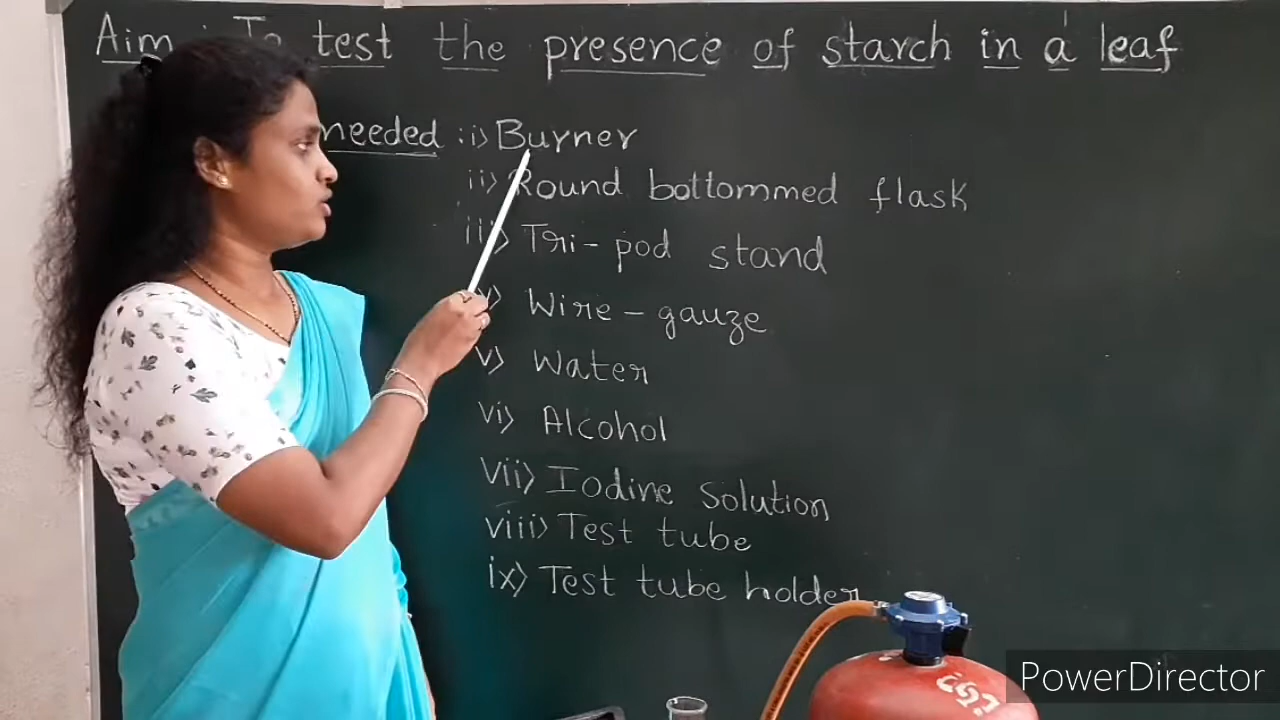 Aim : To test the presence of starch in a leaf
needed : i) Burner
ii) Round bottommed flask
iii) Tri-pod stand
Wire-gauze
v) Water
vi) Alcohol
vii) Iodine solution
viii) Test tube
ix) Test tube holder
PowerDirector